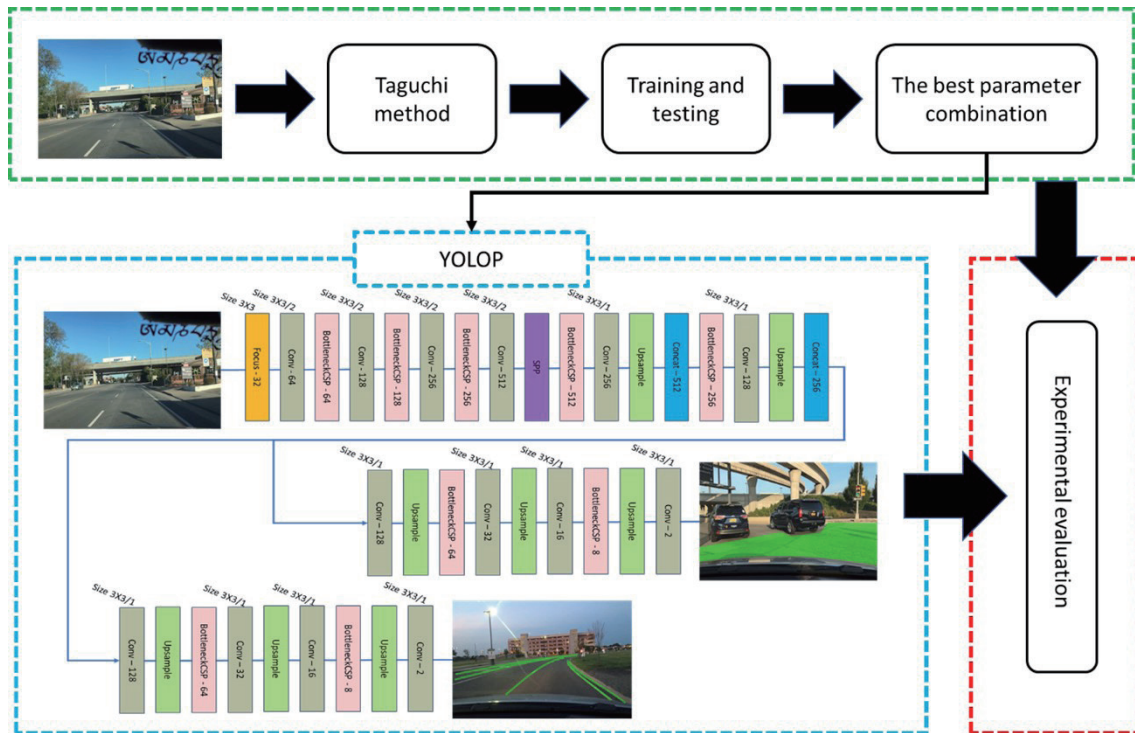 Taguchi
method
Training and
testing
The best parameter
combination
YOLOP
Size 3X3
Size 3X3/2
Size 3X3/2
Size 3X3/2
Size 3X3/2
Size 3X3/1
Size 3X3/1
Focus - 32
Conv -64
BottleneckCSP - 64
Conv - 128
BottleneckCSP - 128
Conv – 256
BottleneckCSP - 256
Conv – 512
SPP
BottleneckCSP – 512
Conv – 256
Upsample
Concat – 512
BottleneckCSP – 256
Conv – 128
Upsample
Concat – 256
Size 3X3/1
Size 3X3/1
Size 3X3/1
Size 3X3/1
Conv – 128
Upsample
BottleneckCSP - 64
Conv – 32
Upsample
Conv – 16
BottleneckCSP - 8
Upsample
Conv – 2
Size 3X3/1
Size 3X3/1
Size 3X3/1
Size 3X3/1
Conv – 128
Upsample
BottleneckCSP - 64
Conv – 32
Upsample
Conv – 16
BottleneckCSP - 8
Upsample
Conv – 2
Experimental evaluation